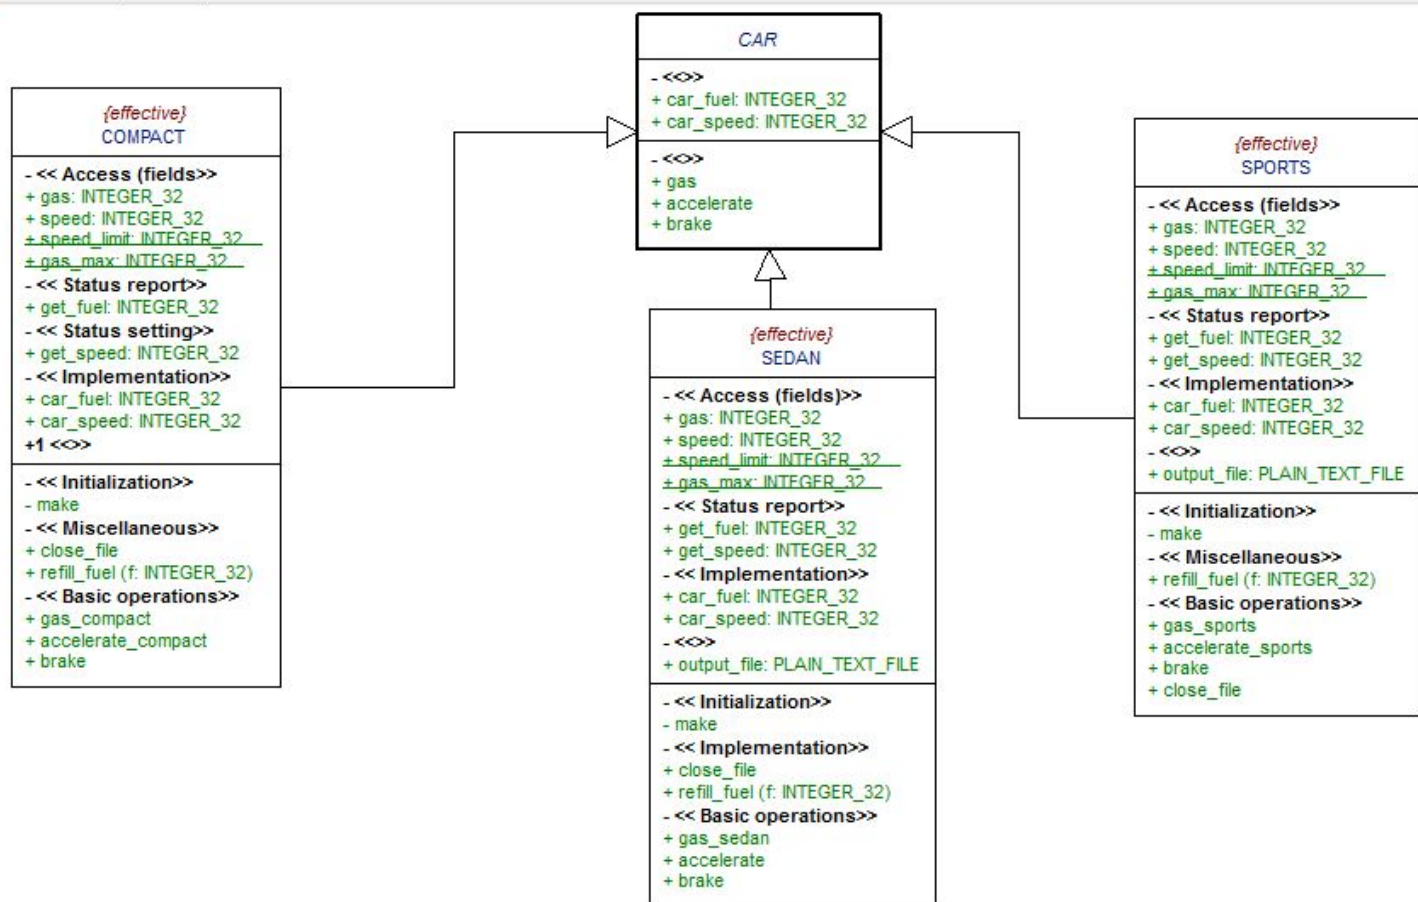 CAR
- <<>>
+ car_fuel: INTEGER_32
+ car_speed: INTEGER_32
- <<>>
+ gas
+ accelerate
+ brake
{effective}
COMPACT
- << Access (fields)>>
+ gas: INTEGER_32
+ speed: INTEGER_32
+ speed_limit: INTEGER_32
+ gas_max: INTEGER_32
- << Status report>>
+ get_fuel: INTEGER_32
- << Status setting>>
+ get_speed: INTEGER_32
- << Implementation>>
+ car_fuel: INTEGER_32
+ car_speed: INTEGER_32
+1 <<>>
- << Initialization>>
- make
- << Miscellaneous>>
+ close_file
+ refill_fuel (f: INTEGER_32)
- << Basic operations>>
+ gas_compact
+ accelerate_compact
+ brake
{effective}
SEDAN
- << Access (fields)>>
+ gas: INTEGER_32
+ speed: INTEGER_32
+ speed_limit: INTEGER_32
+ gas_max: INTEGER_32
- << Status report>>
+ get_fuel: INTEGER_32
+ get_speed: INTEGER_32
- << Implementation>>
+ car_fuel: INTEGER_32
+ car_speed: INTEGER_32
- <<>>
+ output_file: PLAIN_TEXT_FILE
- << Initialization>>
- make
- << Implementation>>
+ close_file
+ refill_fuel (f: INTEGER_32)
- << Basic operations>>
+ gas_sedan
+ accelerate
+ brake
{effective}
SPORTS
- << Access (fields)>>
+ gas: INTEGER_32
+ speed: INTEGER_32
+ speed_limit: INTEGER_32
+ gas_max: INTEGER_32
- << Status report>>
+ get_fuel: INTEGER_32
+ get_speed: INTEGER_32
- << Implementation>>
+ car_fuel: INTEGER_32
+ car_speed: INTEGER_32
- <<>>
+ output_file: PLAIN_TEXT_FILE
- << Initialization>>
- make
- << Miscellaneous>>
+ refill_fuel (f: INTEGER_32)
- << Basic operations>>
+ gas_sports
+ accelerate_sports
+ brake
+ close_file